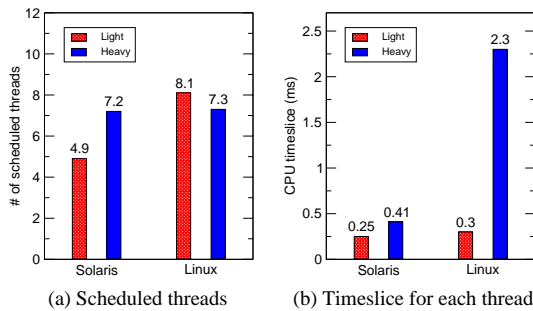 12
10
8
6
4
2
0
# of scheduled threads
Light
Heavy
4.9
7.2
8.1
7.3
Solaris
Linux
(a) Scheduled threads
2.5
2
1.5
1
0.5
0
CPU timeslice (ms)
Light
Heavy
0.25
0.41
0.3
2.3
Solaris
Linux
(b) Timeslice for each thread